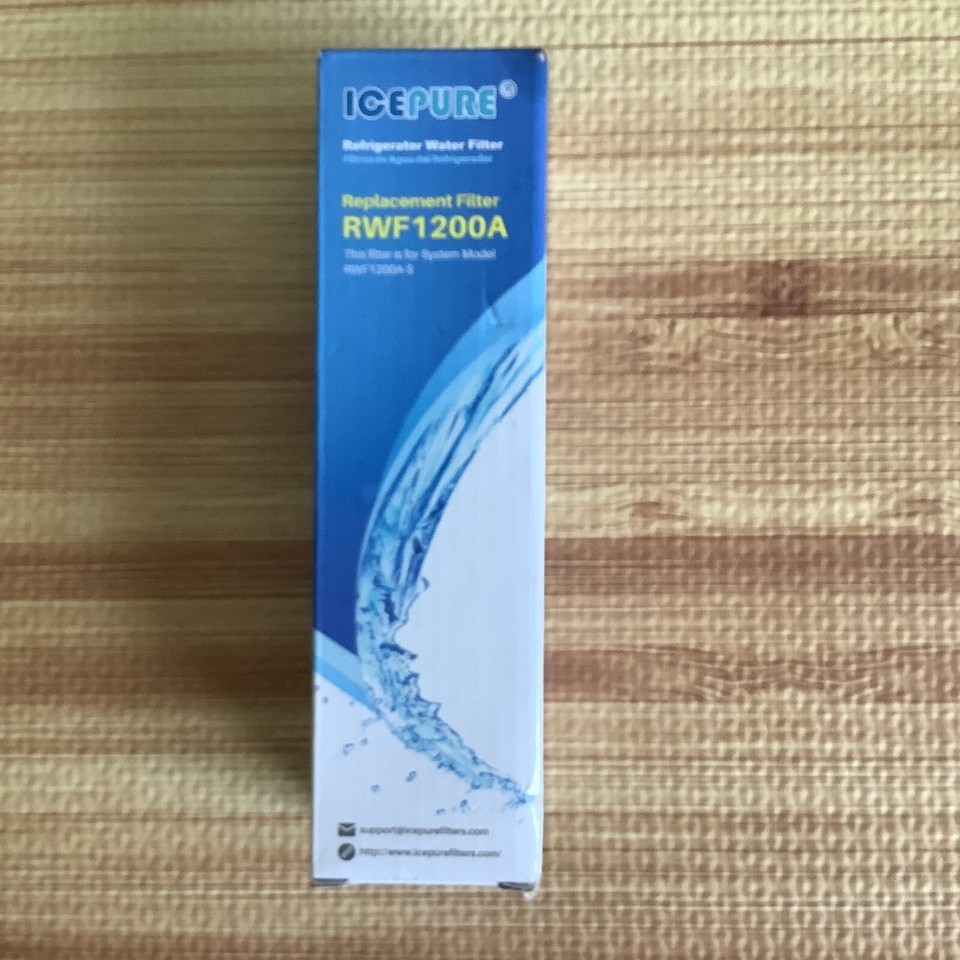 ICEPURE®
Refrigerator Water Filter
Filtros de Agua del Refrigerador
Replacement Filter
RWF1200A
This filter is for System Model
RWF1200A-S
support@icepurefilters.com
http://www.icepurefilters.com/